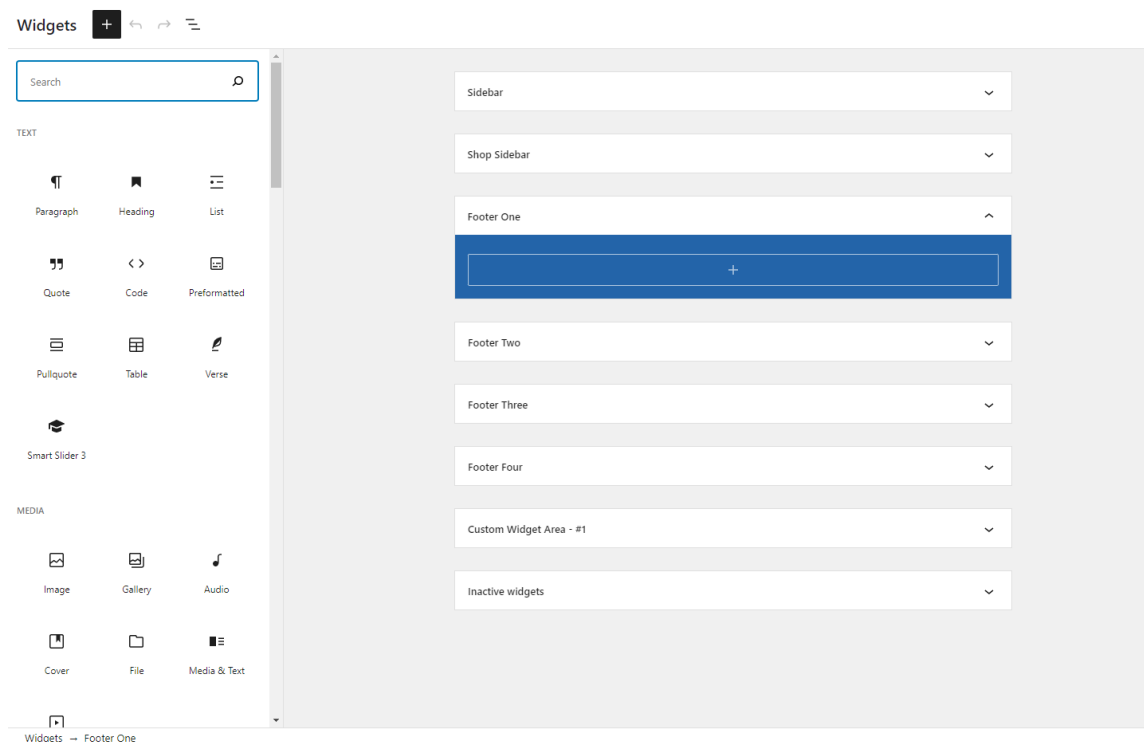 Widgets
Search
TEXT
Paragraph Heading List
Quote Code Preformatted
Pullquote Table Verse
Smart Slider 3
MEDIA
Image Gallery Audio
Cover File Media & Text
Sidebar
Shop Sidebar
Footer One
Footer Two
Footer Three
Footer Four
Custom Widget Area - #1
Inactive widgets
Widgets → Footer One